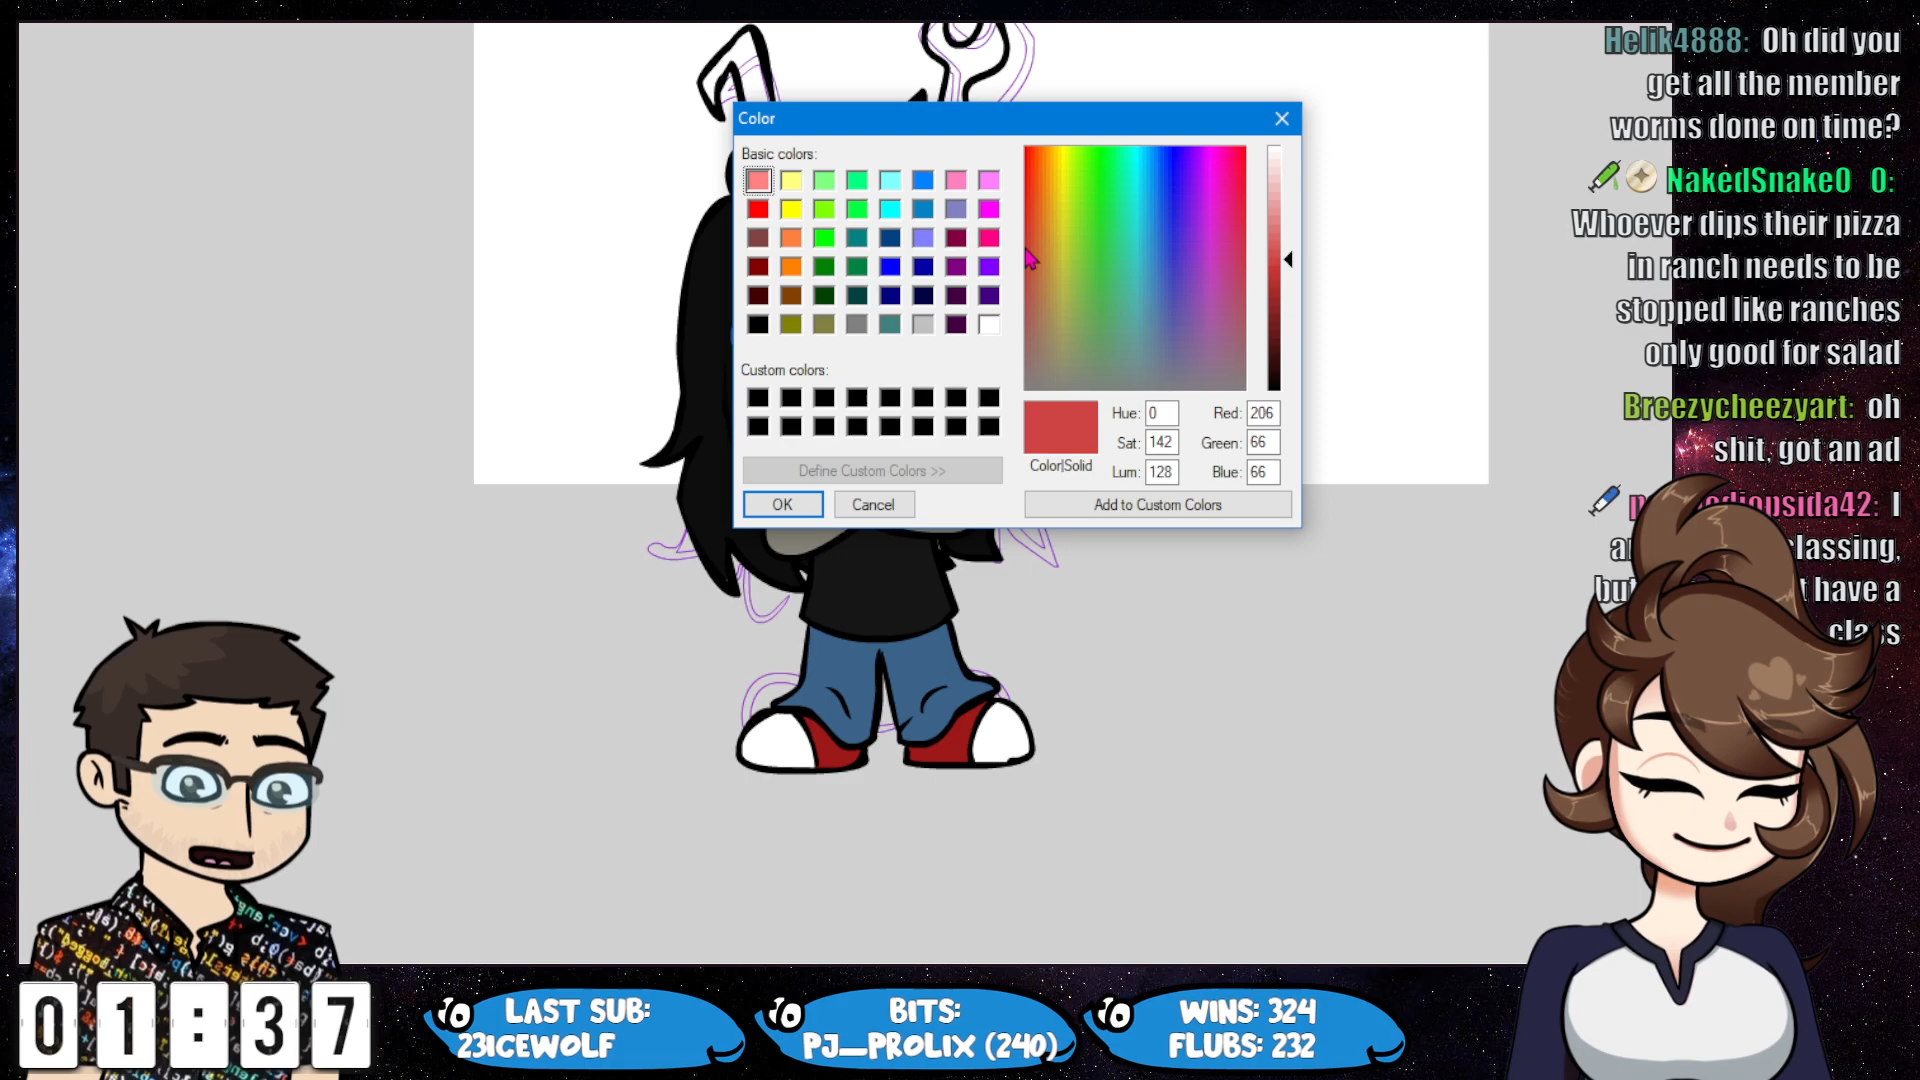 Helik4888: Oh did you
get all the member
worms done on time?
NakedSnake0_0:
Whoever dips their pizza
in ranch needs to be
stopped like ranches
only good for salad
Breezycheezyart: oh
shit, got an ad
I
lassing,
have a
class
Color
Basic colors:
Custom colors:
Define Custom Colors >>
OK
Cancel
Hue: 0
Red: 206
Sat: 142
Green: 66
Color|Solid
Lum: 128
Blue: 66
Add to Custom Colors
01:37
LAST SUB:
23ICEWOLF
BITS:
PJ_PROLIX (240)
WINS: 324
FLUBS: 232